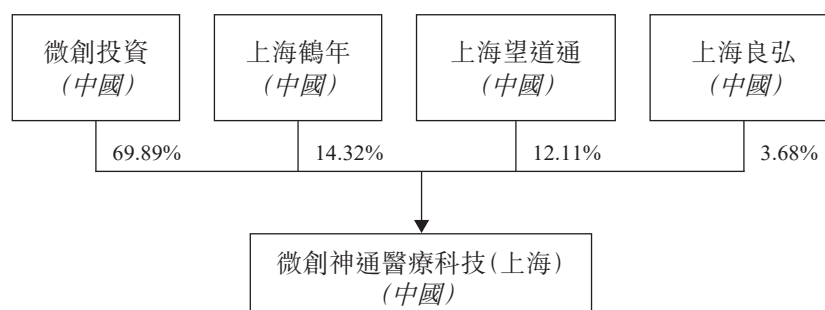 微創投資
(中國)
上海鶴年
(中國)
上海望道通
(中國)
上海良弘
(中國)
69.89%
14.32%
12.11%
3.68%
微創神通醫療科技(上海)
(中國)